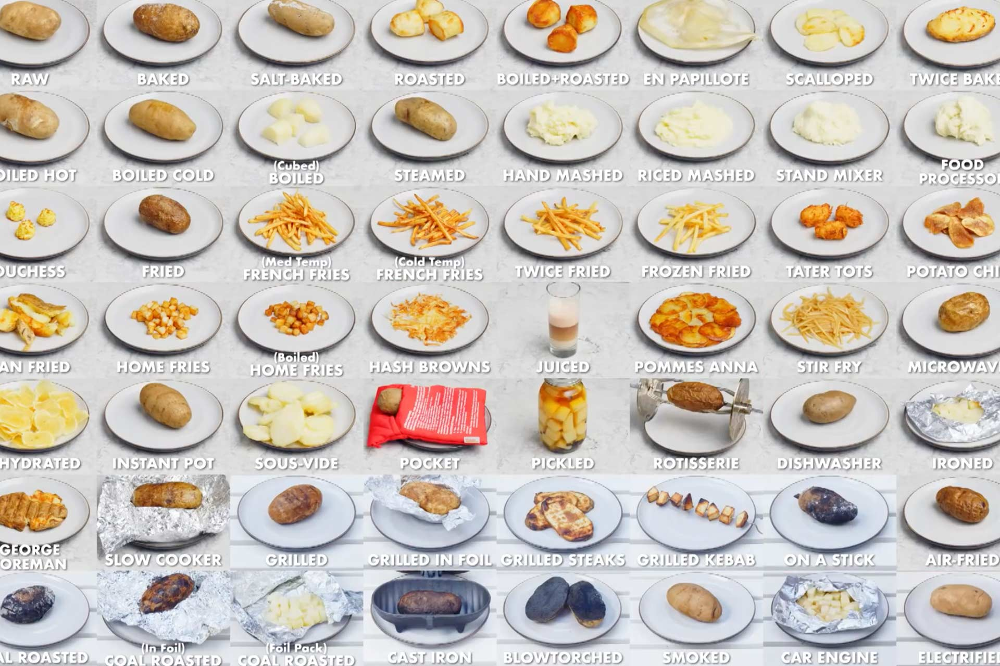 RAW
BAKED
SALT-BAKED
ROASTED
BOILED+ROASTED
EN PAPILLOTE
SCALLOPED
TWICE BAKE
OILED HOT
BOILED COLD
(Cubed)
BOILED
STEAMED
HAND MASHED
RICED MASHED
STAND MIXER
FOOD
PROCESSO
DUCHESS
FRIED
(Med Temp)
FRENCH FRIES
(Cold Temp)
FRENCH FRIES
TWICE FRIED
FROZEN FRIED
TATER TOTS
POTATO CHI
AN FRIED
HOME FRIES
(Boiled)
HOME FRIES
HASH BROWNS
JUICED
POMMES ANNA
STIR FRY
MICROWAV
HYDRATED
INSTANT POT
SOUS-VIDE
POCKET
PICKLED
ROTISSERIE
DISHWASHER
IRONED
GEORGE
OREMAN
SLOW COOKER
GRILLED
GRILLED IN FOIL
GRILLED STEAKS
GRILLED KEBAB
ON A STICK
AIR-FRIED
AL ROASTED
(In Foil)
COAL ROASTED
(Foil Pack)
COAL ROASTED
CAST IRON
BLOWTORCHED
SMOKED
CAR ENGINE
ELECTRIFIE